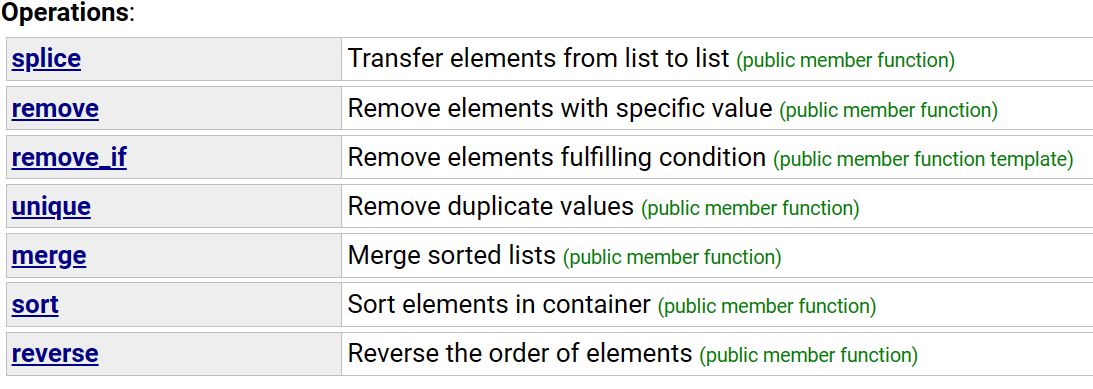 Operations:
splice Transfer elements from list to list (public member function)
remove Remove elements with specific value (public member function)
remove_if Remove elements fulfilling condition (public member function template)
unique Remove duplicate values (public member function)
merge Merge sorted lists (public member function)
sort Sort elements in container (public member function)
reverse Reverse the order of elements (public member function)